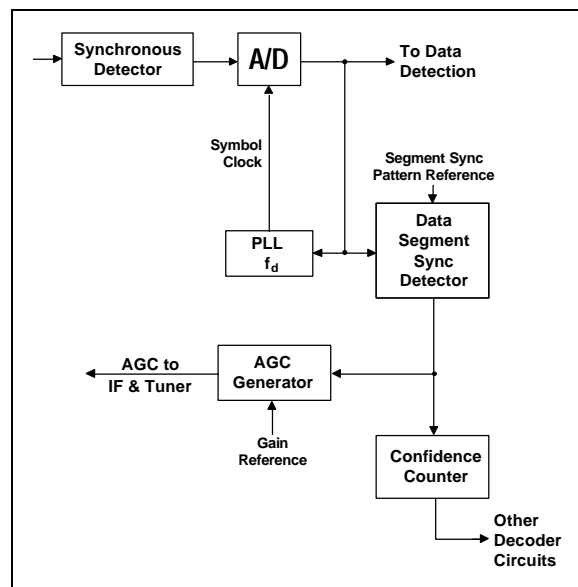 Synchronous
Detector
A/D
To Data
Detection
Symbol
Clock
Segment Sync
Pattern Reference
PLL
fd
Data
Segment
Sync
Detector
AGC to
IF & Tuner
AGC
Generator
Gain
Reference
Confidence
Counter
Other
Decoder
Circuits